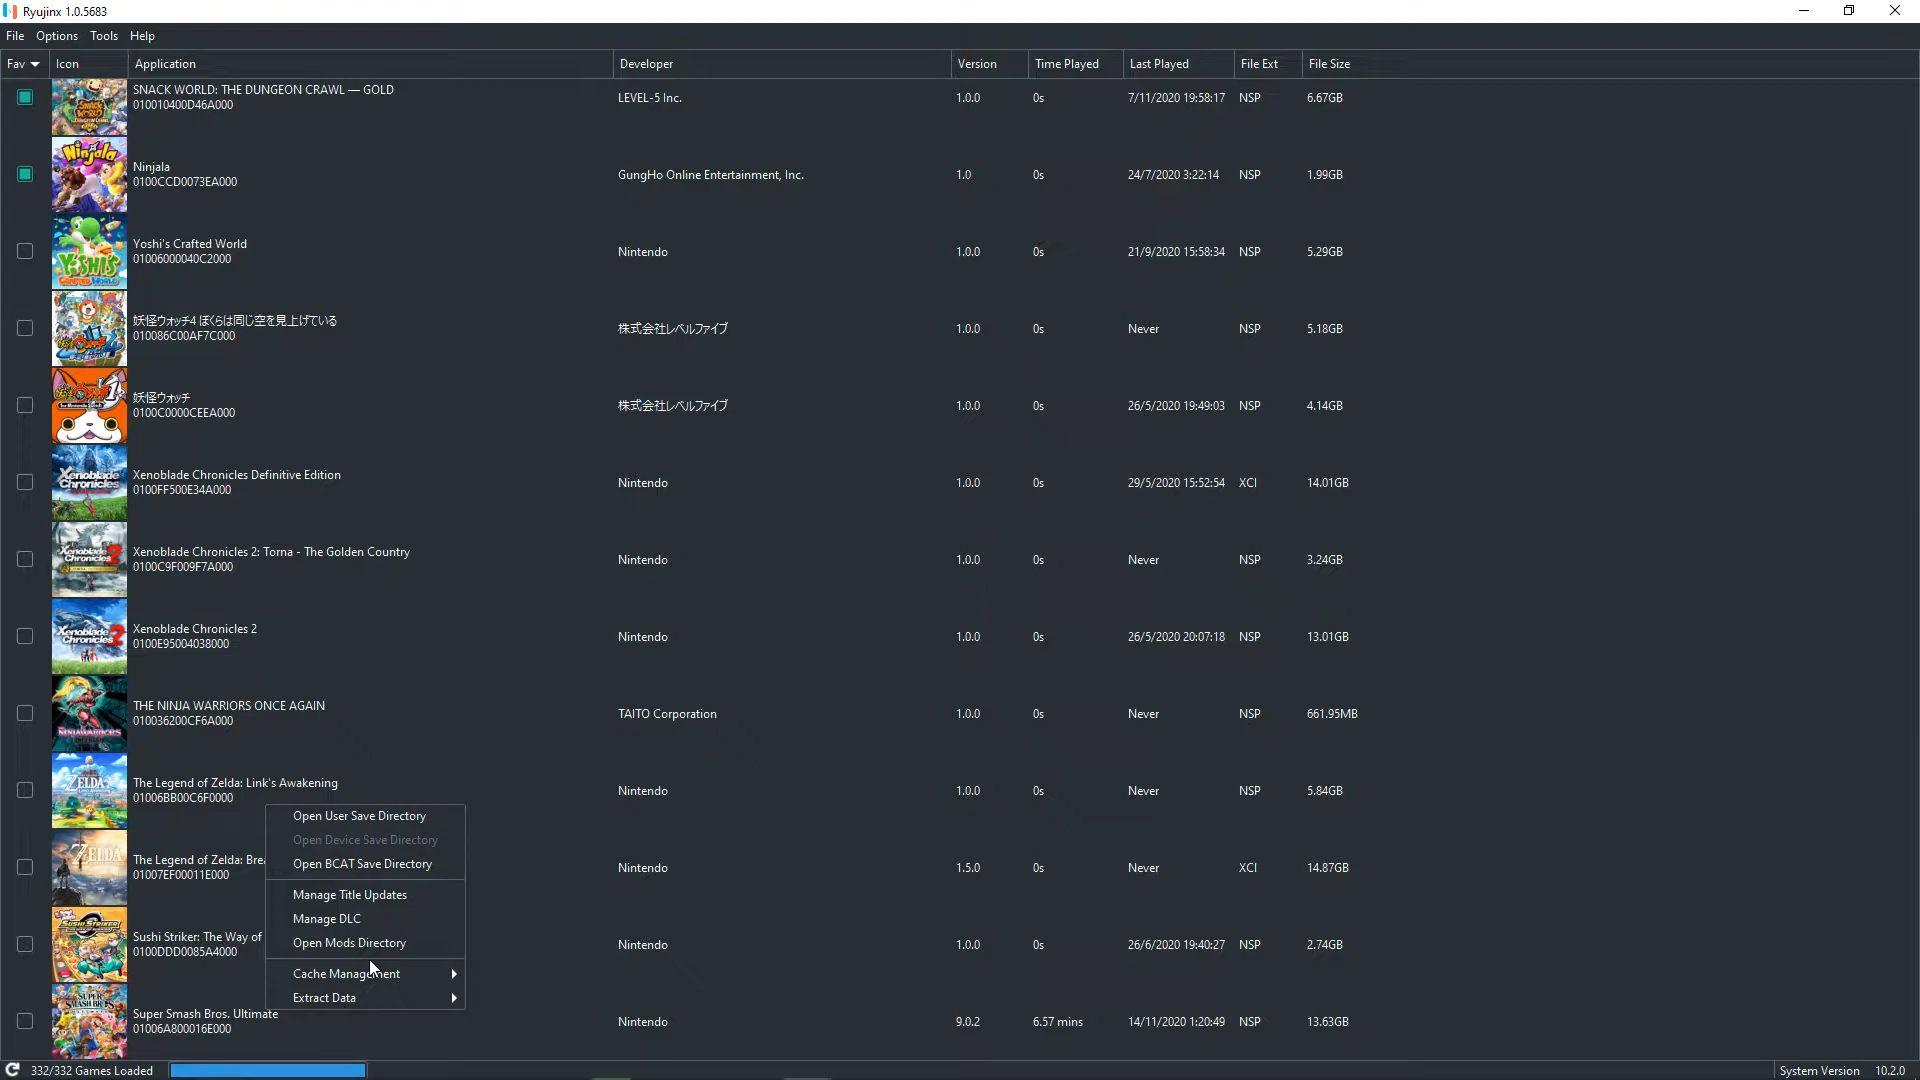 Ryujinx 1.0.5683
File Options Tools Help
Fav Icon Application Developer Version Time Played Last Played File Ext File Size
SNACK WORLD: THE DUNGEON CRAWL — GOLD
010010400D46A000
LEVEL-5 Inc. 1.0.0 0s 7/11/2020 19:58:17 NSP 6.67GB
Ninjala
0100CCD0073EA000
GungHo Online Entertainment, Inc. 1.0 0s 24/7/2020 3:22:14 NSP 1.99GB
Yoshi's Crafted World
01006000040C2000
Nintendo 1.0.0 0s 21/9/2020 15:58:34 NSP 5.29GB
妖怪ウォッチ4 ぼくらは同じ空を見上げている
010086C00AF7C000
株式会社レベルファイブ 1.0.0 0s Never NSP 5.18GB
妖怪ウォッチ
0100C0000CEEA000
株式会社レベルファイブ 1.0.0 0s 26/5/2020 19:49:03 NSP 4.14GB
Xenoblade Chronicles Definitive Edition
0100FF500E34A000
Nintendo 1.0.0 0s 29/5/2020 15:52:54 XCI 14.01GB
Xenoblade Chronicles 2: Torna - The Golden Country
0100C9F009F7A000
Nintendo 1.0.0 0s Never NSP 3.24GB
Xenoblade Chronicles 2
0100E95004038000
Nintendo 1.0.0 0s 26/5/2020 20:07:18 NSP 13.01GB
THE NINJA WARRIORS ONCE AGAIN
010036200CF6A000
TAITO Corporation 1.0.0 0s Never NSP 661.95MB
The Legend of Zelda: Link's Awakening
01006BB00C6F0000
Nintendo 1.0.0 0s Never NSP 5.84GB
The Legend of Zelda: Brea
01007EF00011E000
Nintendo 1.5.0 0s Never XCI 14.87GB
Sushi Striker: The Way of
0100DDD0085A4000
Nintendo 1.0.0 0s 26/6/2020 19:40:27 NSP 2.74GB
Super Smash Bros. Ultimate
01006A800016E000
Nintendo 9.0.2 6.57 mins 14/11/2020 1:20:49 NSP 13.63GB
Open User Save Directory
Open Device Save Directory
Open BCAT Save Directory
Manage Title Updates
Manage DLC
Open Mods Directory
Cache Management
Extract Data
332/332 Games Loaded
System Version 10.2.0